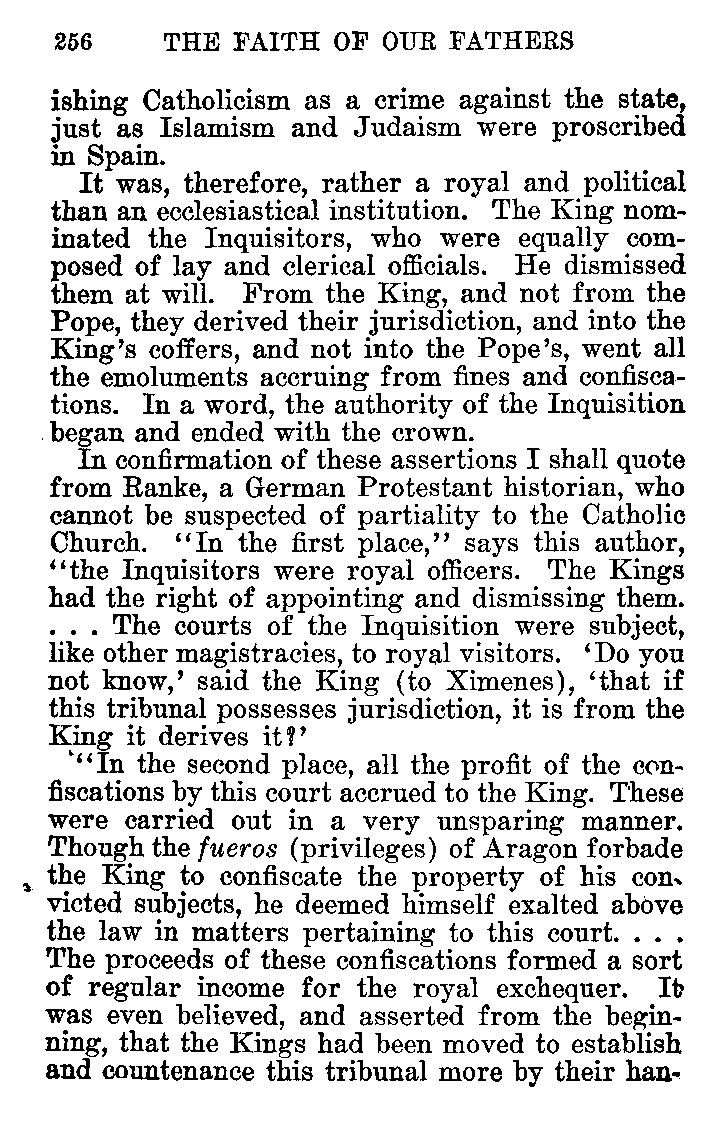 256 THE FAITH OF OUR FATHERS
ishing Catholicism as a crime against the state,
just as Islamism and Judaism were proscribed
in Spain.
It was, therefore, rather a royal and political
than an ecclesiastical institution. The King nom-
inated the Inquisitors, who were equally com-
posed of lay and clerical officials. He dismissed
them at will. From the King, and not from the
Pope, they derived their jurisdiction, and into the
King's coffers, and not into the Pope's, went all
the emoluments accruing from fines and confisca-
tions. In a word, the authority of the Inquisition
began and ended with the crown.
In confirmation of these assertions I shall quote
from Ranke, a German Protestant historian, who
cannot be suspected of partiality to the Catholic
Church. "In the first place," says this author,
"the Inquisitors were royal officers. The Kings
had the right of appointing and dismissing them.
. . . The courts of the Inquisition were subject,
like other magistracies, to royal visitors. 'Do you
not know,' said the King (to Ximenes), 'that if
this tribunal possesses jurisdiction, it is from the
King it derives it?'
"In the second place, all the profit of the con-
fiscations by this court accrued to the King. These
were carried out in a very unsparing manner.
Though the fueros (privileges) of Aragon forbade
the King to confiscate the property of his con-
victed subjects, he deemed himself exalted above
the law in matters pertaining to this court. . . .
The proceeds of these confiscations formed a sort
of regular income for the royal exchequer. It
was even believed, and asserted from the begin-
ning, that the Kings had been moved to establish
and countenance this tribunal more by their han-